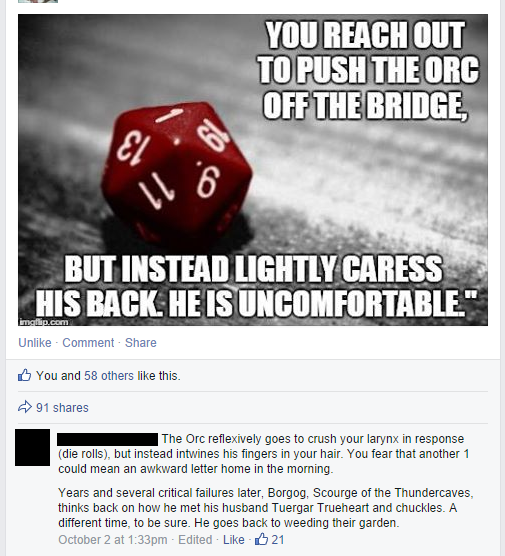 YOU REACH OUT
TO PUSH THE ORC
OFF THE BRIDGE,
1
19
13
11
9.
BUT INSTEAD LIGHTLY CARESS
HIS BACK. HE IS UNCOMFORTABLE."
imgflip.com
Unlike · Comment · Share
You and 58 others like this.
91 shares
The Orc reflexively goes to crush your larynx in response
(die rolls), but instead intwines his fingers in your hair. You fear that another 1
could mean an awkward letter home in the morning.
Years and several critical failures later, Borgog, Scourge of the Thundercaves,
thinks back on how he met his husband Tuergar Trueheart and chuckles. A
different time, to be sure. He goes back to weeding their garden.
October 2 at 1:33pm · Edited · Like · 21